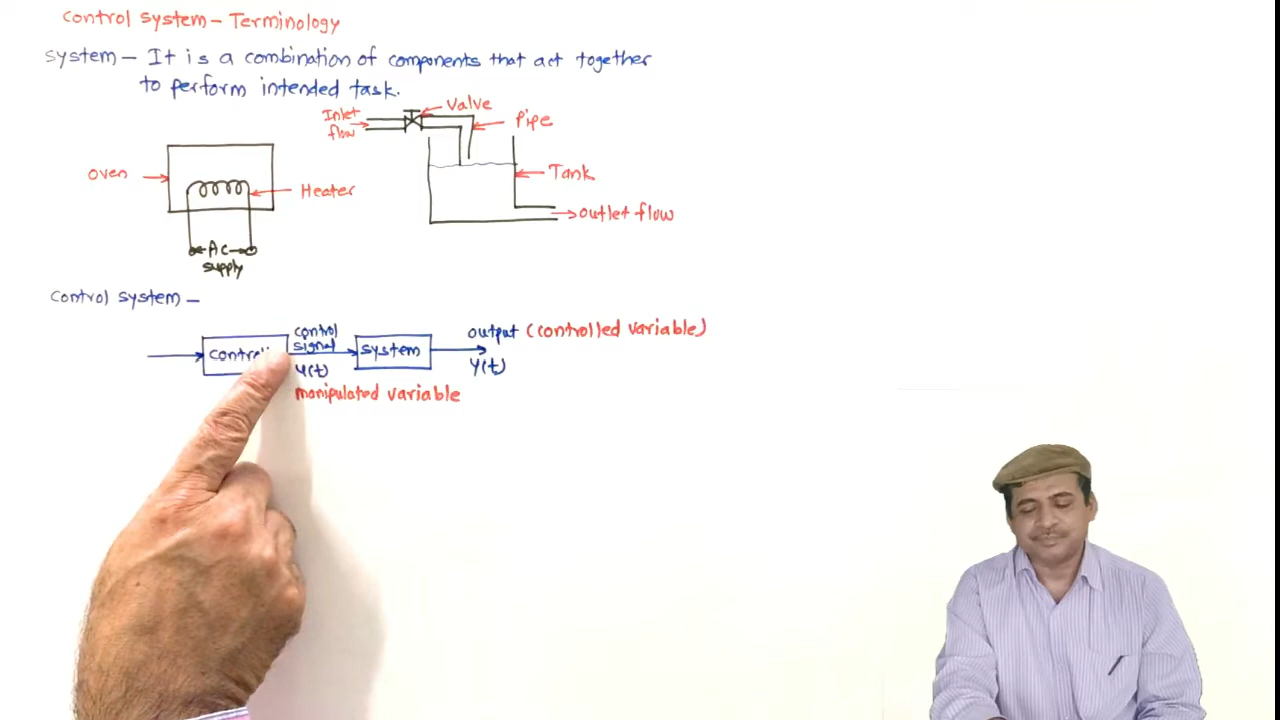 Control system - Terminology
system - It is a combination of components that act together
to perform intended task.
Inlet
flow
Valve
Pipe
Tank
outlet flow
oven
Heater
AC
supply
Control system -
control
signal
system
output (controlled variable)
y(t)
manipulated variable